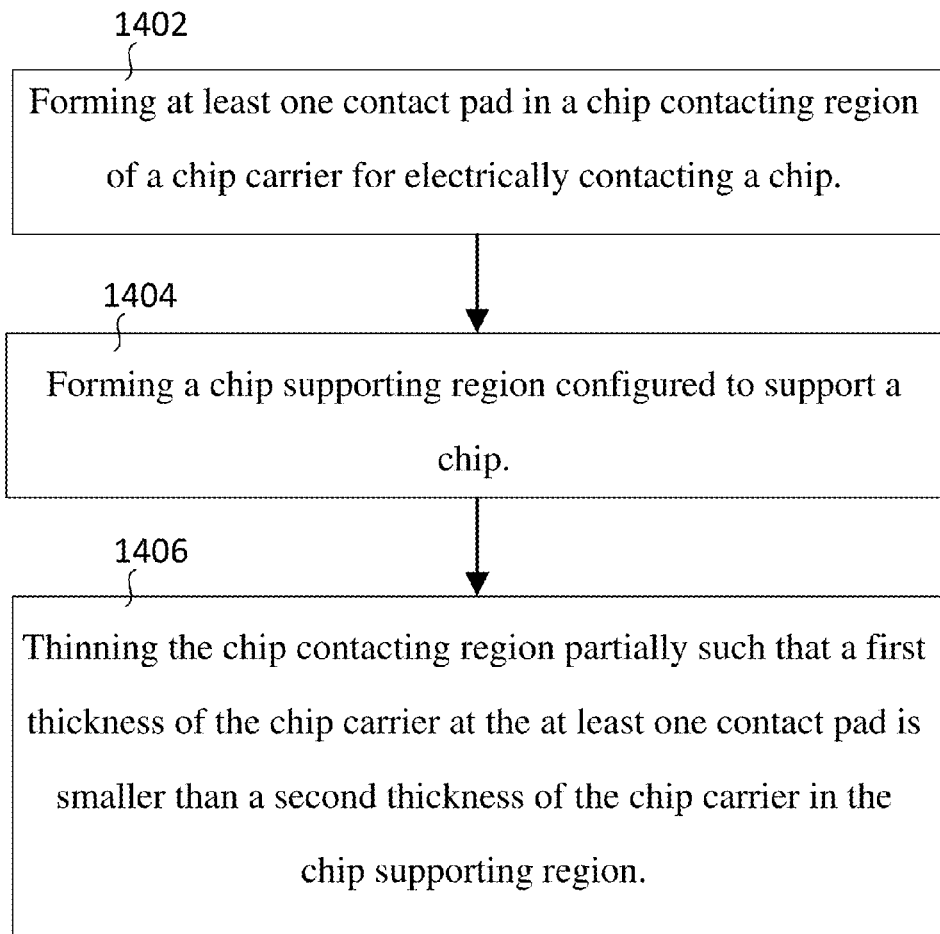 1402
Forming at least one contact pad in a chip contacting region
of a chip carrier for electrically contacting a chip.
1404
Forming a chip supporting region configured to support a
chip.
1406
Thinning the chip contacting region partially such that a first
thickness of the chip carrier at the at least one contact pad is
smaller than a second thickness of the chip carrier in the
chip supporting region.